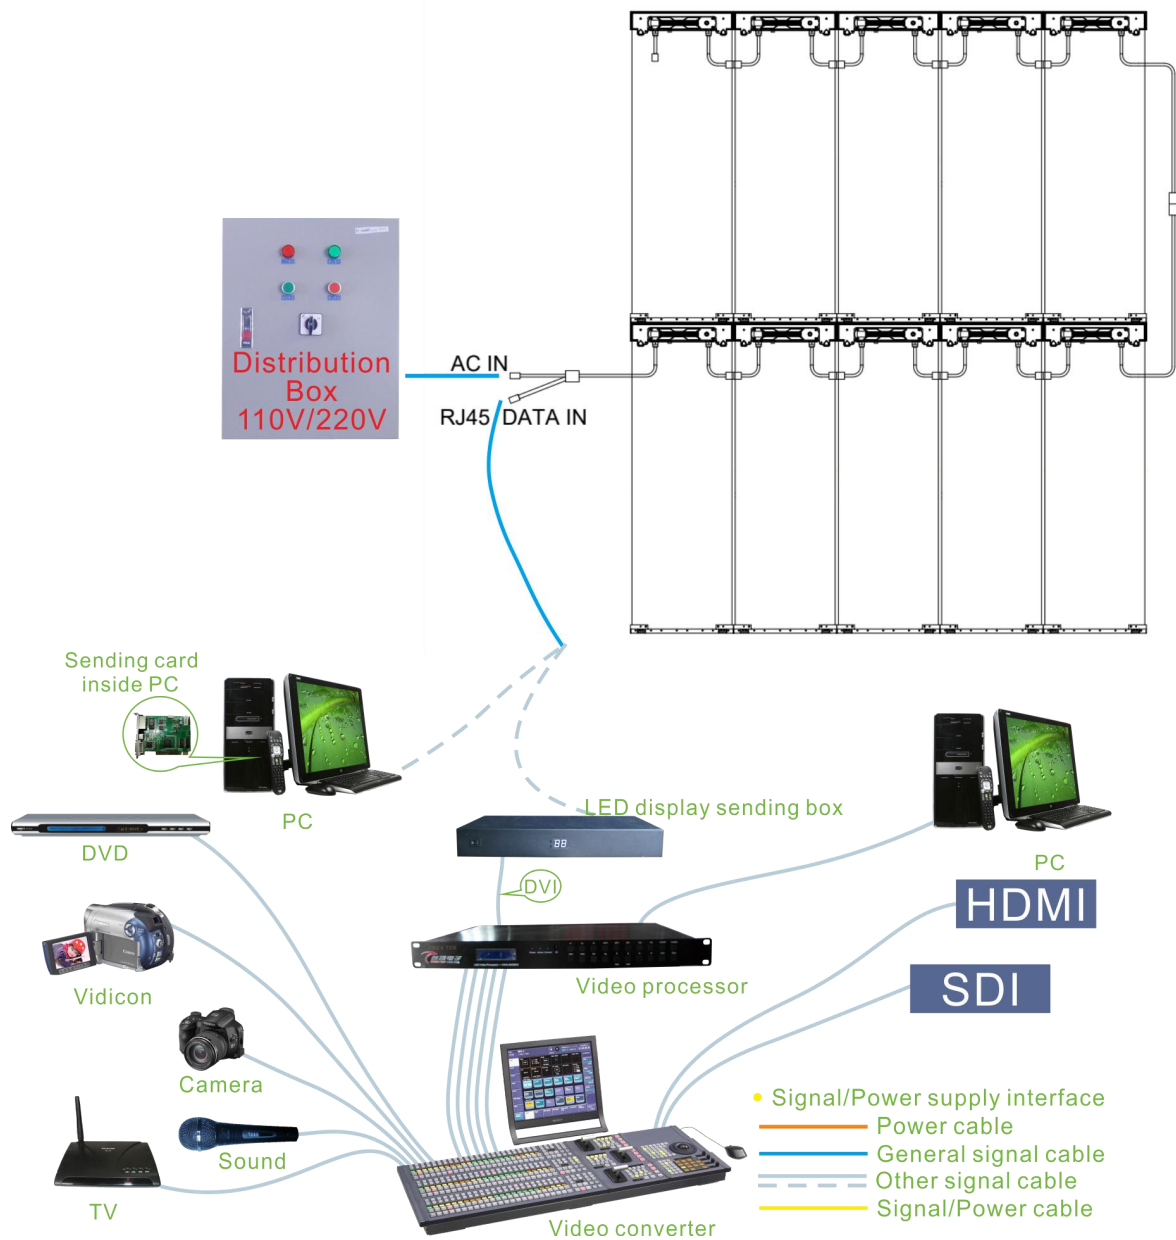 Distribution
Box
110V/220V
AC IN
RJ45 DATA IN
Sending card
inside PC
PC
DVD
LED display sending box
DVI
PC
HDMI
Video processor
SDI
Vidicon
Camera
Sound
TV
Video converter
Signal/Power supply interface
Power cable
General signal cable
Other signal cable
Signal/Power cable